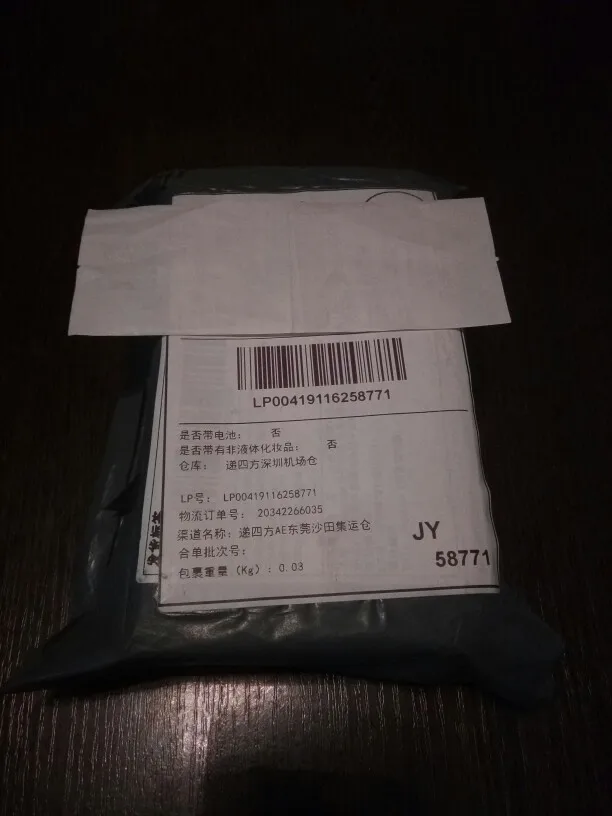 LP00419116258771
是否带电池： 否
是否带有非液体化妆品： 否
仓库： 递四方深圳机场仓
LP号： LP00419116258771
物流订单号： 20342266035
渠道名称：递四方AE东莞沙田集运仓
JY
合单批次号：
58771
包裹重量（Kg）：0.03